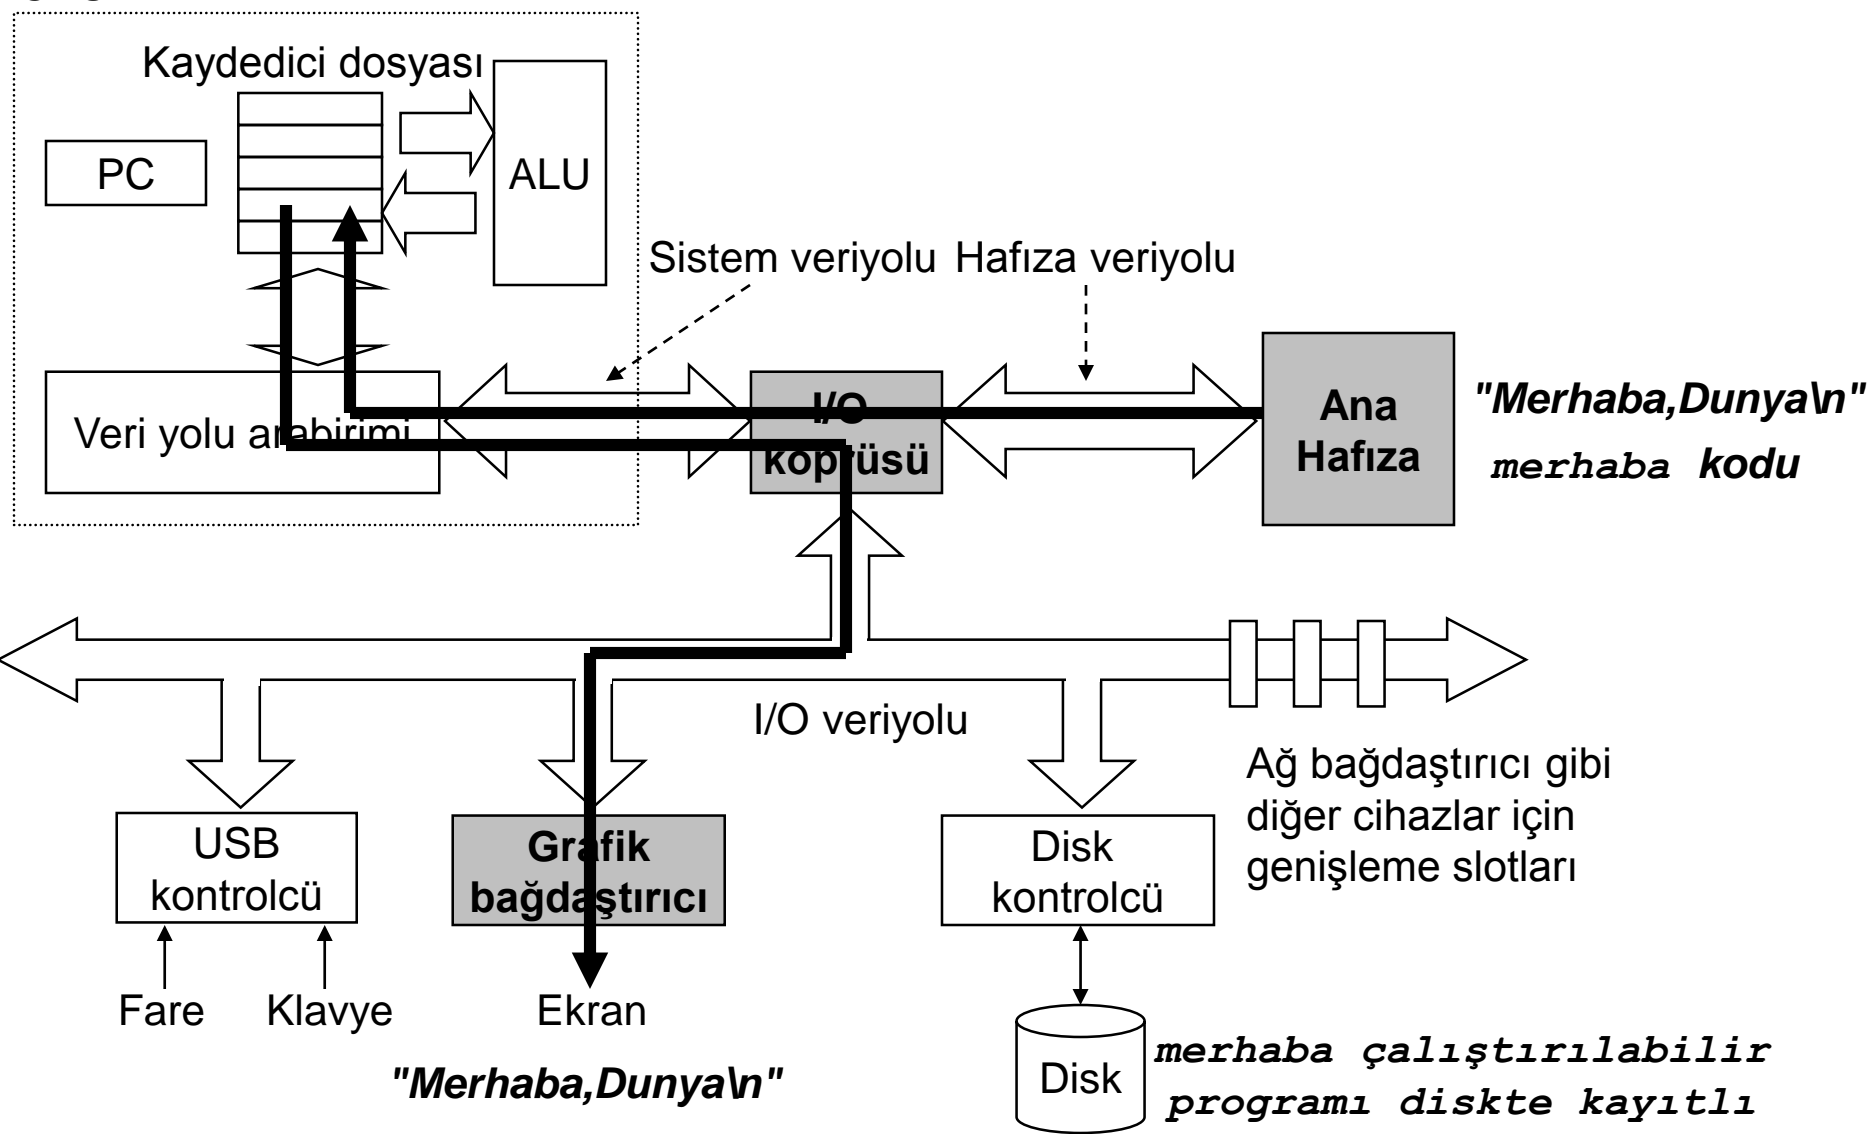 Kaydedici dosyası
PC
ALU
Sistem veriyolu
Hafıza veriyolu
Veri yolu arabirimi
I/O
köprüsü
Ana
Hafıza
"Merhaba,Dunya\n"
merhaba kodu
I/O veriyolu
Ağ bağdaştırıcı gibi
diğer cihazlar için
genişleme slotları
USB
kontrolcü
Grafik
bağdaştırıcı
Disk
kontrolcü
Fare
Klavye
Ekran
"Merhaba,Dunya\n"
Disk
merhaba çalıştırılabilir
programı diskte kayıtlı